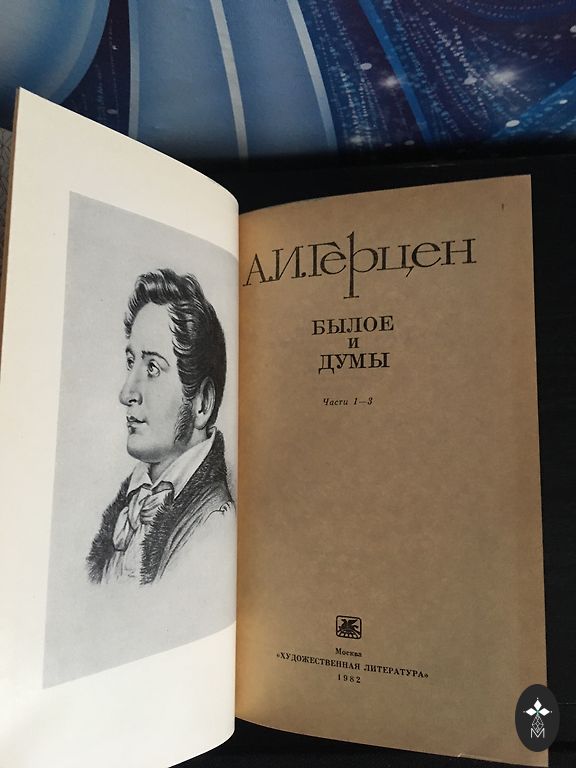 А.И.Герцен
БЫЛОЕ
И
ДУМЫ
Части 1—3
Москва
«ХУДОЖЕСТВЕННАЯ ЛИТЕРАТУРА»
1982
М